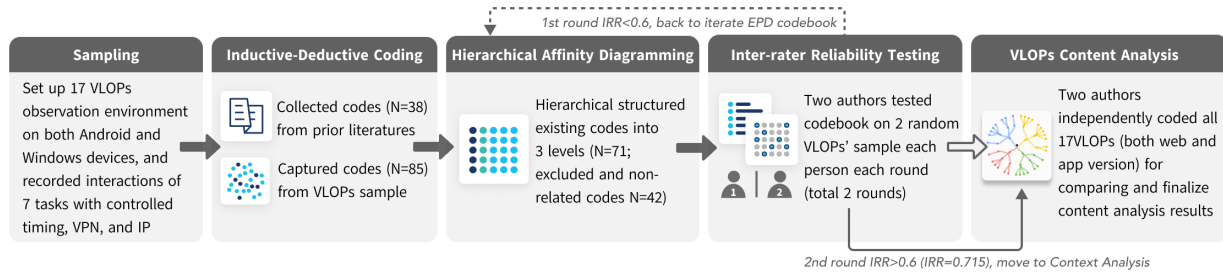 1st round IRR<0.6, back to iterate EPD codebook
Sampling
Set up 17 VLOPs
observation environment
on both Android and
Windows devices, and
recorded interactions of
7 tasks with controlled
timing, VPN, and IP
Inductive-Deductive Coding
Collected codes (N=38)
from prior literatures
Captured codes (N=85)
from VLOPs sample
Hierarchical Affinity Diagramming
Hierarchical structured
existing codes into
3 levels (N=71;
excluded and non-
related codes N=42)
Inter-rater Reliability Testing
Two authors tested
codebook on 2 random
VLOPs’ sample each
person each round
(total 2 rounds)
1
2
VLOPs Content Analysis
Two authors
independently coded all
17VLOPs (both web and
app version) for
comparing and finalize
content analysis results
2nd round IRR>0.6 (IRR=0.715), move to Context Analysis